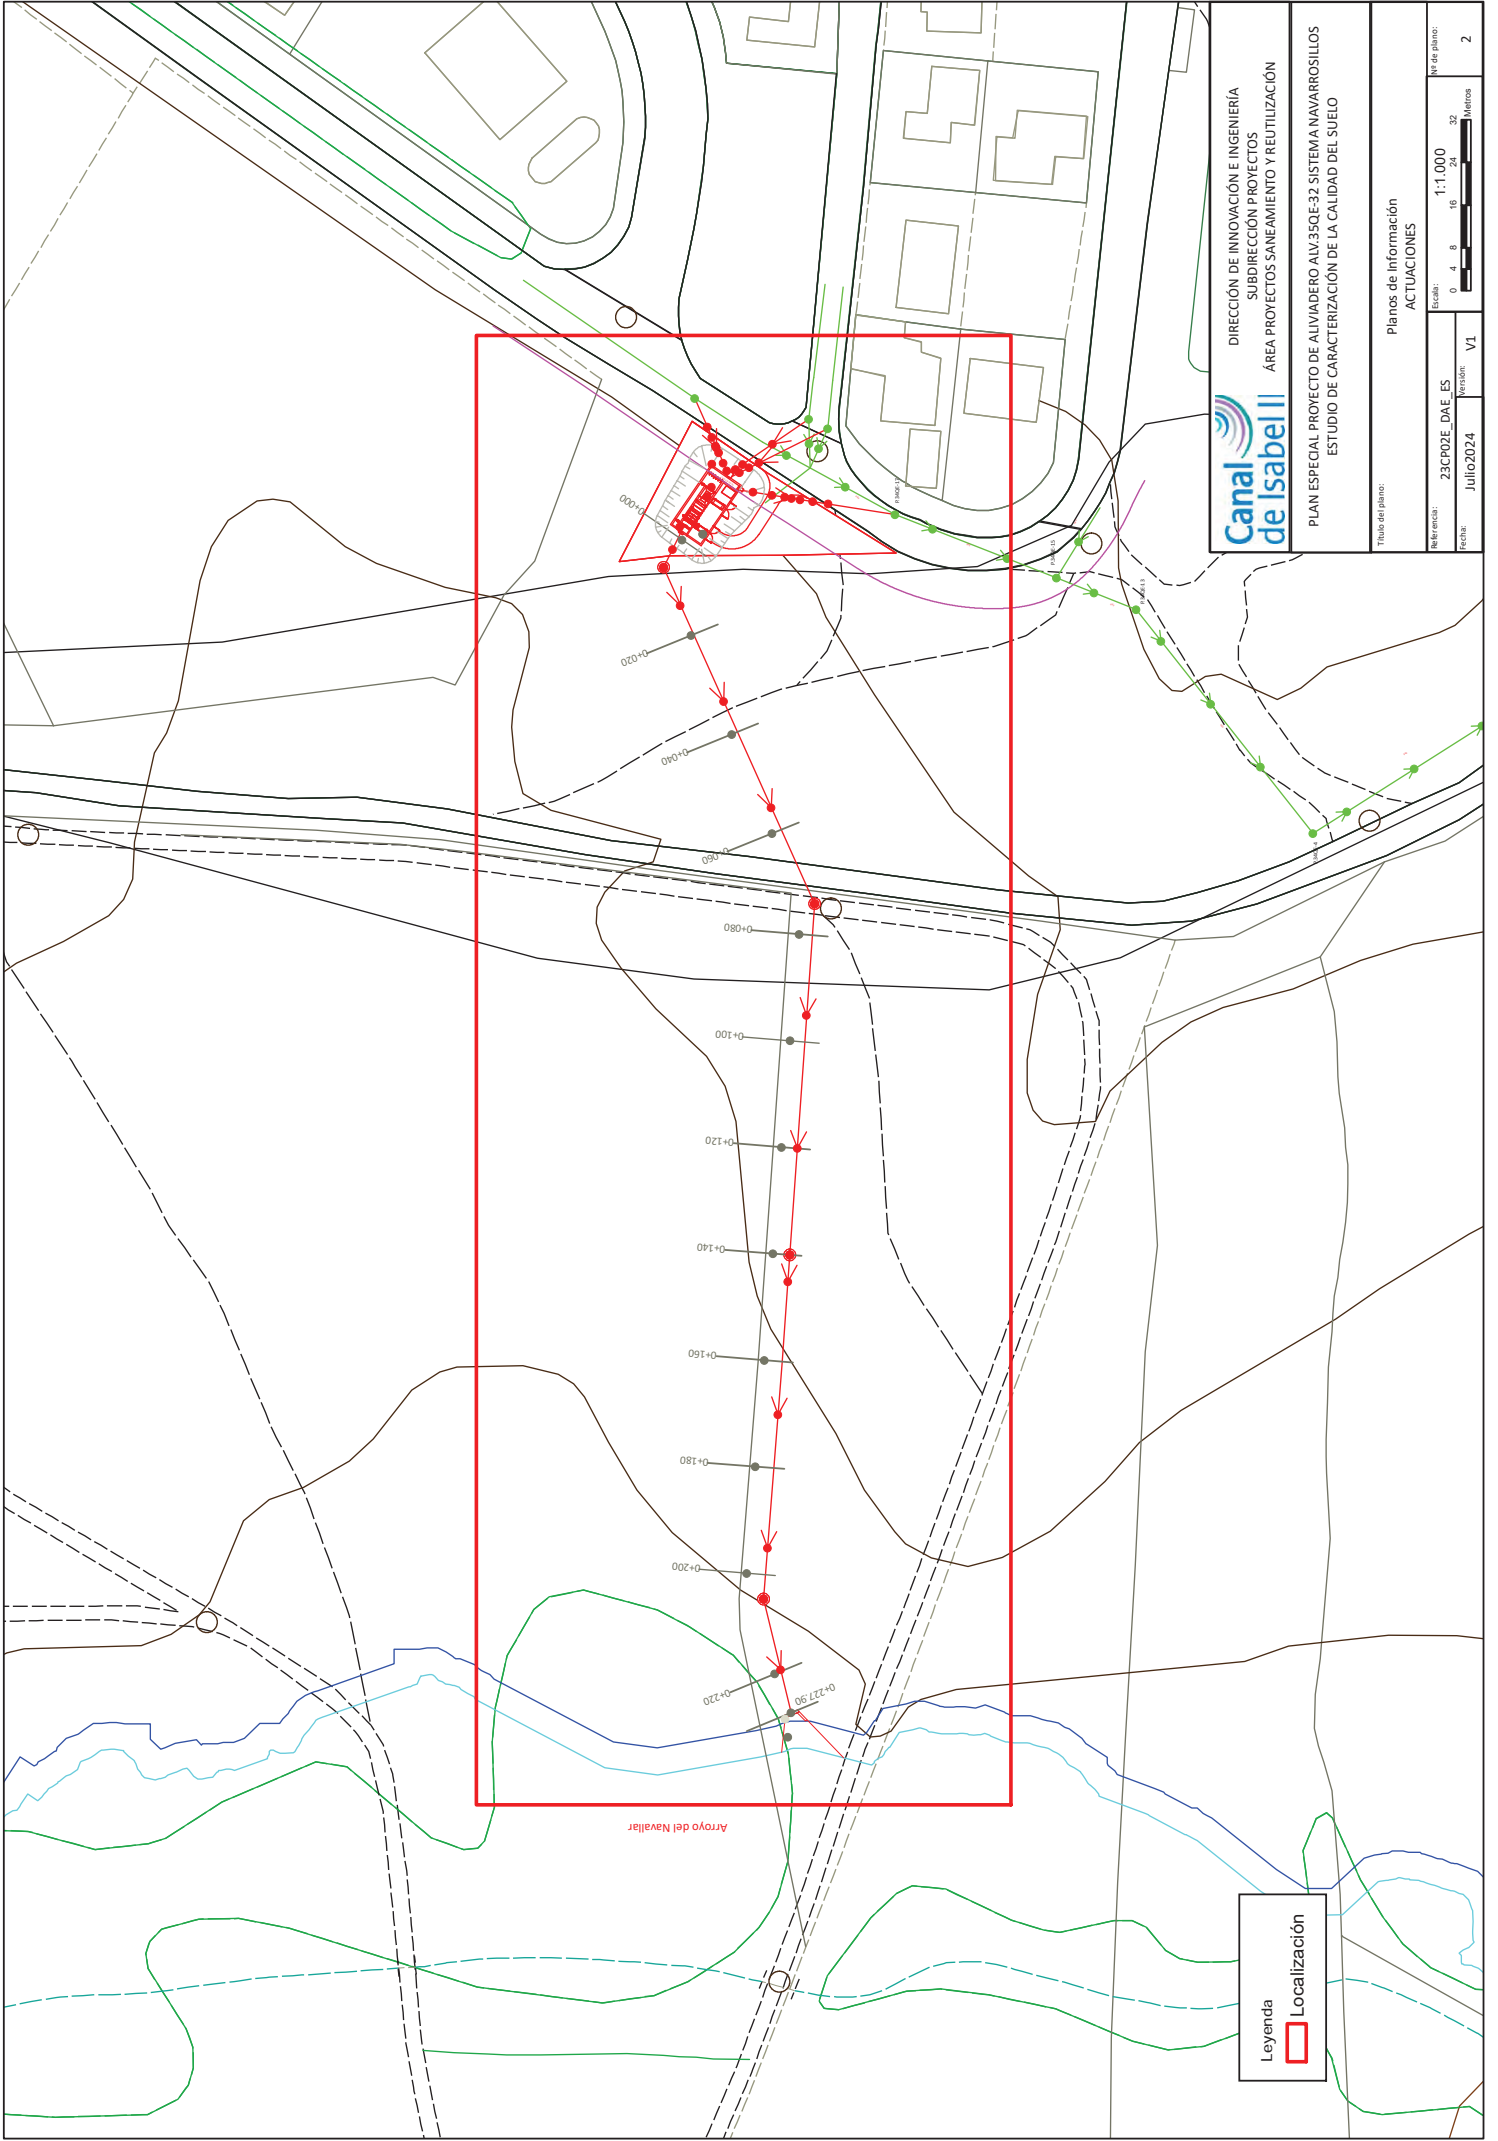 Canal
de Isabel II
DIRECCIÓN DE INNOVACIÓN E INGENIERÍA
SUBDIRECCIÓN PROYECTOS
ÁREA PROYECTOS SANEAMIENTO Y REUTILIZACIÓN
PLAN ESPECIAL PROYECTO DE ALIVIADERO ALV.35QE-32 SISTEMA NAVARROSILLOS
ESTUDIO DE CARACTERIZACIÓN DE LA CALIDAD DEL SUELO
Título del plano:
Planos de Información
ACTUACIONES
Referencia:
23CP02E_DAE_ES
Fecha:
Julio2024
Versión:
V1
Escala:
1:1.000
0 4 8 16 24 32
Metros
Nº de plano:
2
0+000
0+020
0+040
0+060
0+080
0+100
0+120
0+140
0+160
0+180
0+200
0+220
0+227.90
Arroyo del Navallar
Leyenda
Localización